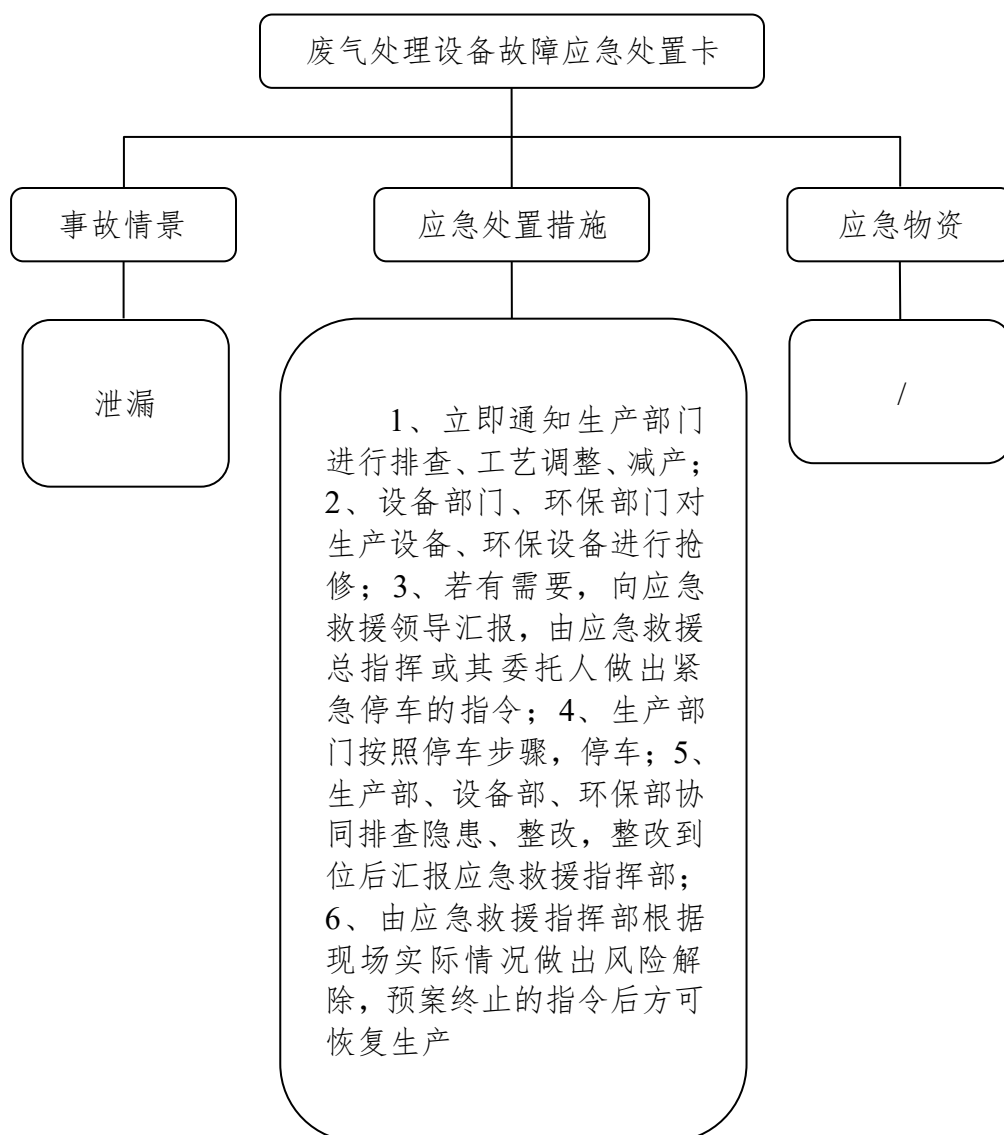 废气处理设备故障应急处置卡
事故情景
应急处置措施
应急物资
泄漏
1、立即通知生产部门
进行排查、工艺调整、减产；
2、设备部门、环保部门对
生产设备、环保设备进行抢
修；3、若有需要，向应急
救援领导汇报，由应急救援
总指挥或其委托人做出紧
急停车的指令；4、生产部
门按照停车步骤，停车；5、
生产部、设备部、环保部协
同排查隐患、整改，整改到
位后汇报应急救援指挥部；
6、由应急救援指挥部根据
现场实际情况做出风险解
除，预案终止的指令后方可
恢复生产
/